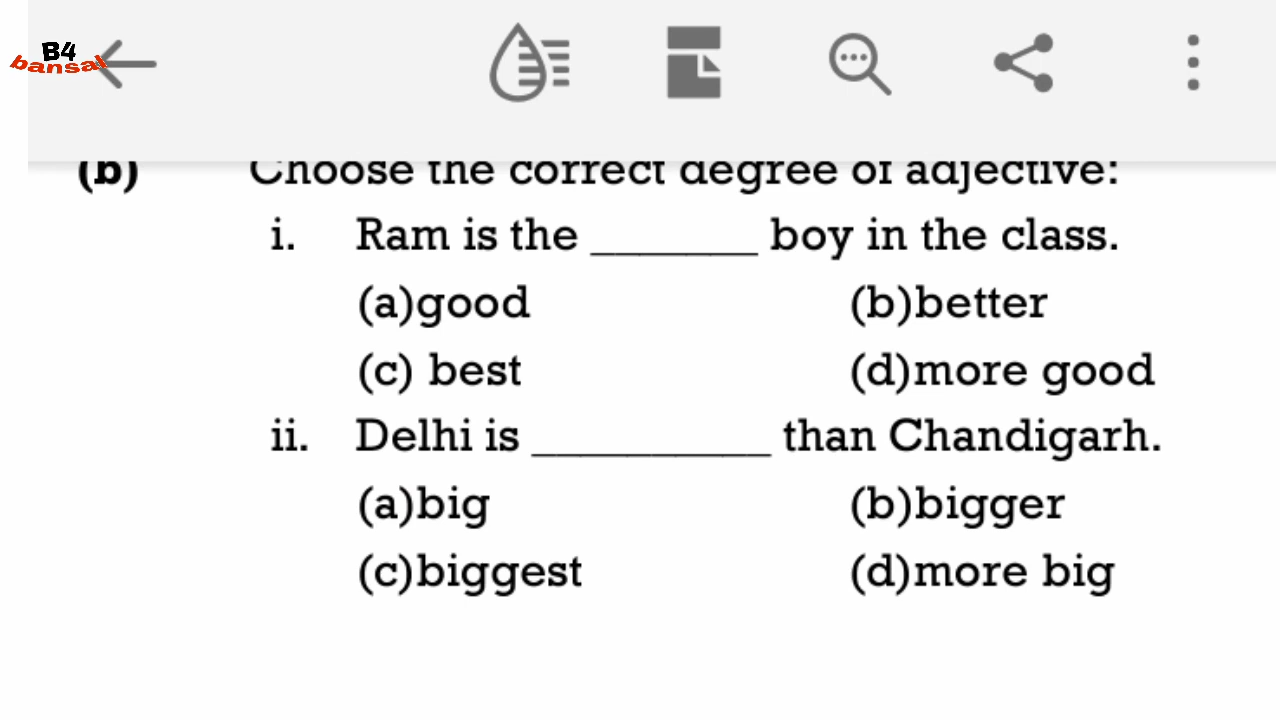 B4
bansal
(b) Choose the correct degree of adjective:
i. Ram is the _______ boy in the class.
(a)good (b)better
(c) best (d)more good
ii. Delhi is __________ than Chandigarh.
(a)big (b)bigger
(c)biggest (d)more big